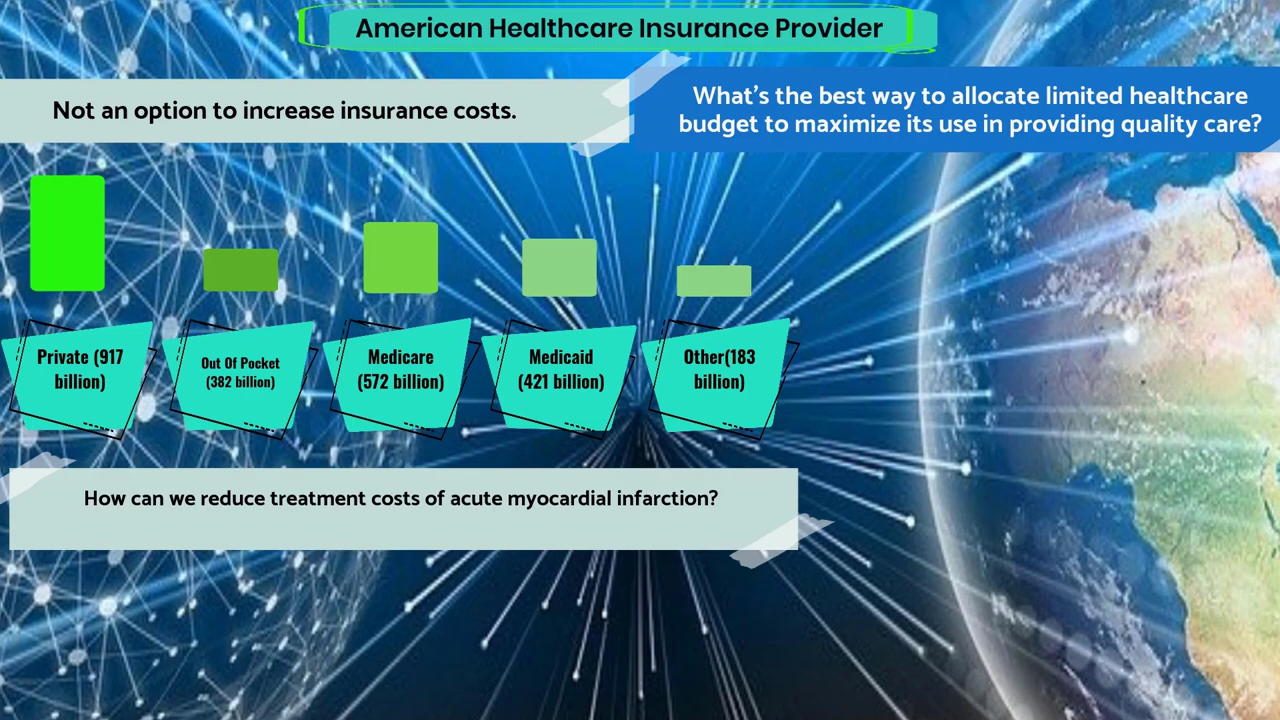 American Healthcare Insurance Provider
Not an option to increase insurance costs.
What's the best way to allocate limited healthcare
budget to maximize its use in providing quality care?
Private (917
billion)
Out Of Pocket
(382 billion)
Medicare
(572 billion)
Medicaid
(421 billion)
Other(183
billion)
How can we reduce treatment costs of acute myocardial infarction?